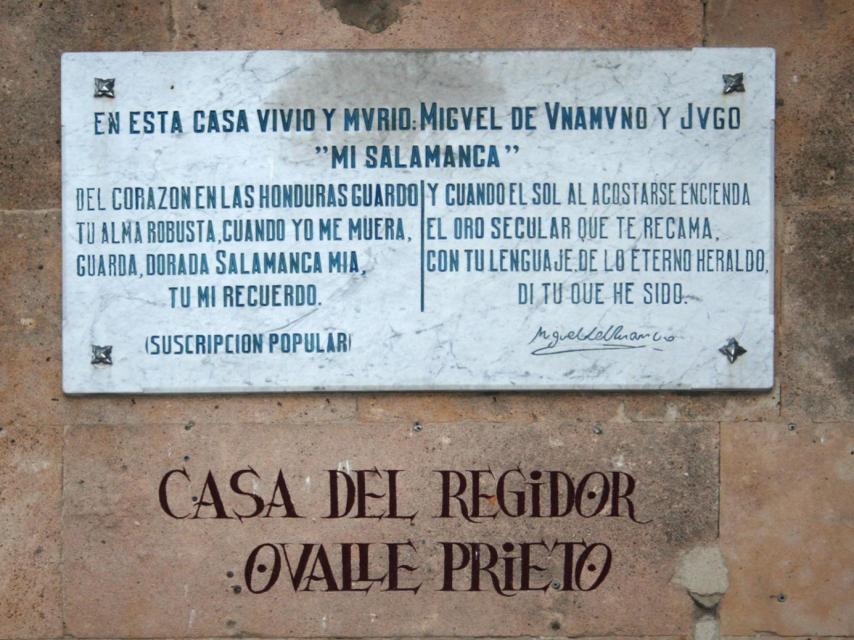 EN ESTA CASA VIVIO Y MVRIO: MIGVEL DE VNAMVNO Y JVGO
"MI SALAMANCA"
DEL CORAZON EN LAS HONDURAS GUARDO
TU ALMA ROBUSTA, CUANDO YO ME MUERA,
GUARDA, DORADA SALAMANCA MIA,
TU MI RECUERDO.
Y CUANDO EL SOL AL ACOSTARSE ENCIENDA
EL ORO SECULAR QUE TE RECAMA,
CON TU LENGUAJE, DE LO ETERNO HERALDO,
DI TU QUE HE SIDO.
(SUSCRIPCION POPULAR)
Miguel de Unamuno
CASA DEL REGiDOR
OVALLE PRiETO